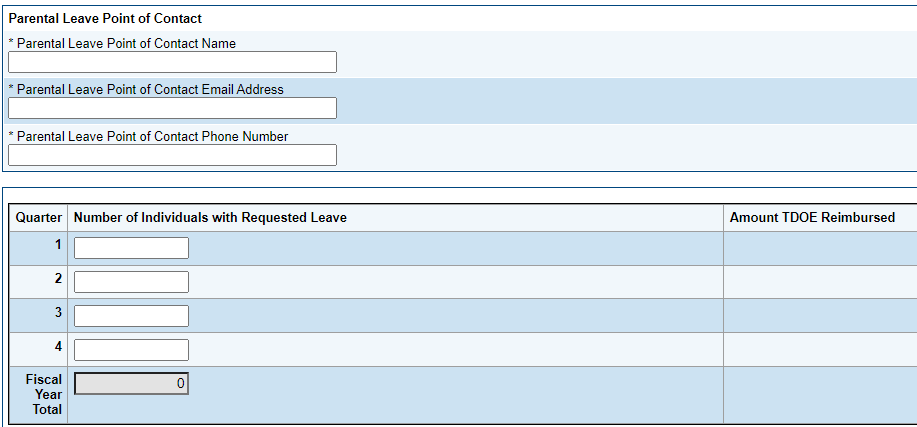 Parental Leave Point of Contact
* Parental Leave Point of Contact Name
* Parental Leave Point of Contact Email Address
* Parental Leave Point of Contact Phone Number
Quarter Number of Individuals with Requested Leave Amount TDOE Reimbursed
1
2
3
4
Fiscal Year Total 0